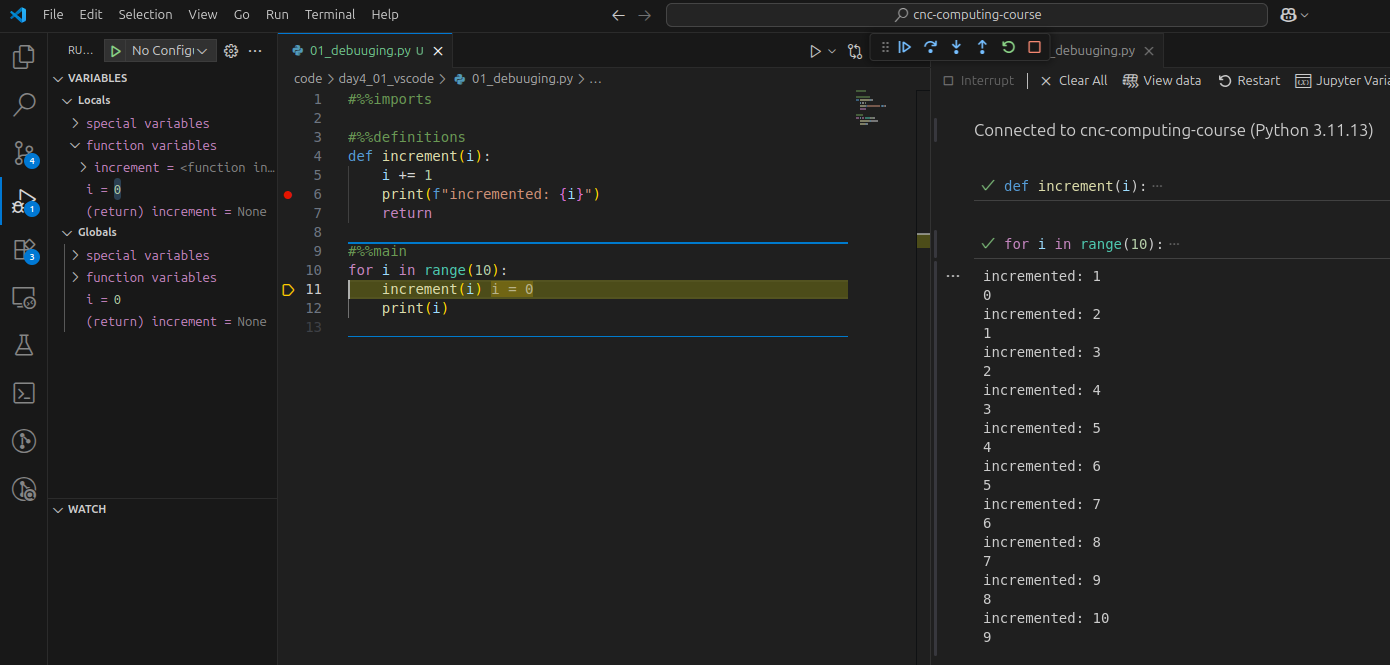 File Edit Selection View Go Run Terminal Help
cnc-computing-course
RU... No Configu
01_debuuging.py U
_debuuging.py
VARIABLES
Locals
special variables
function variables
increment = <function in...
i = 0
(return) increment = None
Globals
special variables
function variables
i = 0
(return) increment = None
WATCH
4
1
3
code > day4_01_vscode > 01_debuuging.py > ...
1 #%%imports
2
3 #%%definitions
4 def increment(i):
5 i += 1
6 print(f"incremented: {i}")
7 return
8
9 #%%main
10 for i in range(10):
11 increment(i) i = 0
12 print(i)
13
Interrupt | Clear All View data Restart Jupyter Varia
Connected to cnc-computing-course (Python 3.11.13)
def increment(i): ...
for i in range(10): ...
incremented: 1
0
incremented: 2
1
incremented: 3
2
incremented: 4
3
incremented: 5
4
incremented: 6
5
incremented: 7
6
incremented: 8
7
incremented: 9
8
incremented: 10
9